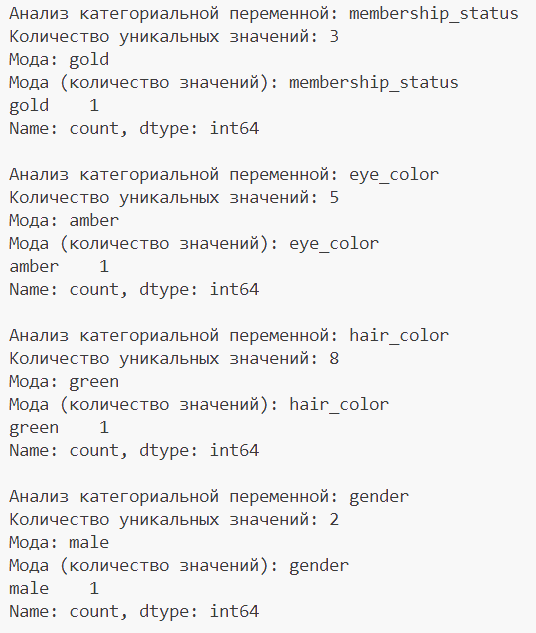 Анализ категориальной переменной: membership_status
Количество уникальных значений: 3
Мода: gold
Мода (количество значений): membership_status
gold    1
Name: count, dtype: int64

Анализ категориальной переменной: eye_color
Количество уникальных значений: 5
Мода: amber
Мода (количество значений): eye_color
amber    1
Name: count, dtype: int64

Анализ категориальной переменной: hair_color
Количество уникальных значений: 8
Мода: green
Мода (количество значений): hair_color
green    1
Name: count, dtype: int64

Анализ категориальной переменной: gender
Количество уникальных значений: 2
Мода: male
Мода (количество значений): gender
male    1
Name: count, dtype: int64